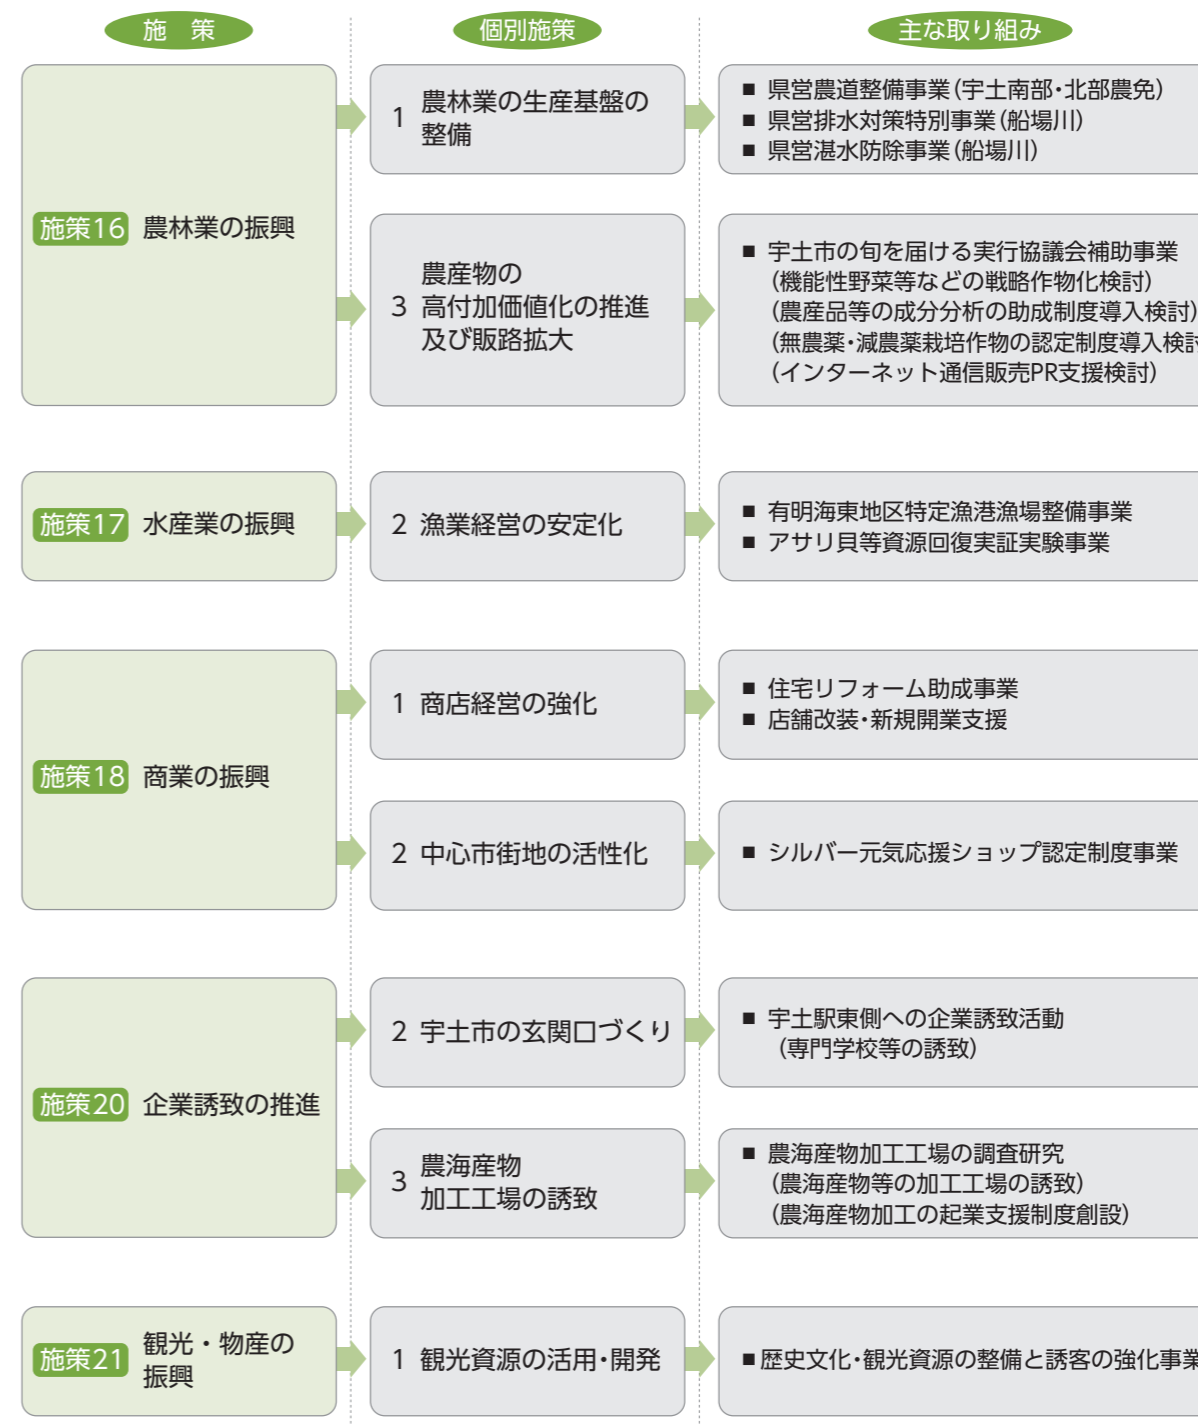 施 策
個別施策
主な取り組み
施策16 農林業の振興
1 農林業の生産基盤の
整備
■ 県営農道整備事業(宇土南部・北部農免)
■ 県営排水対策特別事業(船場川)
■ 県営湛水防除事業(船場川)
3 農産物の
高付加価値化の推進
及び販路拡大
■ 宇土市の旬を届ける実行協議会補助事業
(機能性野菜等などの戦略作物化検討)
(農産品等の成分分析の助成制度導入検討)
(無農薬・減農薬栽培作物の認定制度導入検討
(インターネット通信販売PR支援検討)
施策17 水産業の振興
2 漁業経営の安定化
■ 有明海東地区特定漁港漁場整備事業
■ アサリ貝等資源回復実証実験事業
施策18 商業の振興
1 商店経営の強化
■ 住宅リフォーム助成事業
■ 店舗改装・新規開業支援
2 中心市街地の活性化
■ シルバー元気応援ショップ認定制度事業
施策20 企業誘致の推進
2 宇土市の玄関口づくり
■ 宇土駅東側への企業誘致活動
(専門学校等の誘致)
3 農海産物
加工工場の誘致
■ 農海産物加工工場の調査研究
(農海産物等の加工工場の誘致)
(農海産物加工の起業支援制度創設)
施策21 観光・物産の
振興
1 観光資源の活用・開発
■歴史文化・観光資源の整備と誘客の強化事業